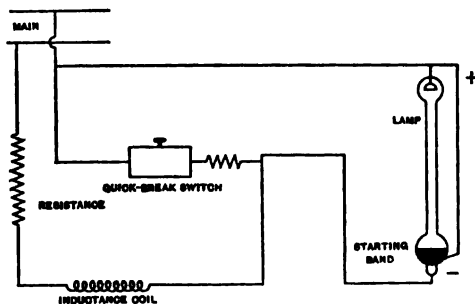 MAIN
+
LAMP
QUICK-BREAK SWITCH
RESISTANCE
STARTING
BAND
−
INDUCTANCE COIL